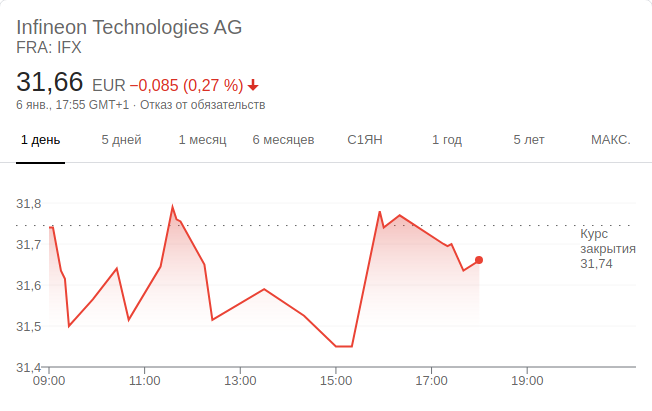 Infineon Technologies AG
FRA: IFX
31,66 EUR −0,085 (0,27 %)
6 янв., 17:55 GMT+1 · Отказ от обязательств
1 день 5 дней 1 месяц 6 месяцев С1ЯН 1 год 5 лет МАКС.
31,8
Курс
закрытия
31,74
31,7
31,6
31,5
31,4
09:00 11:00 13:00 15:00 17:00 19:00